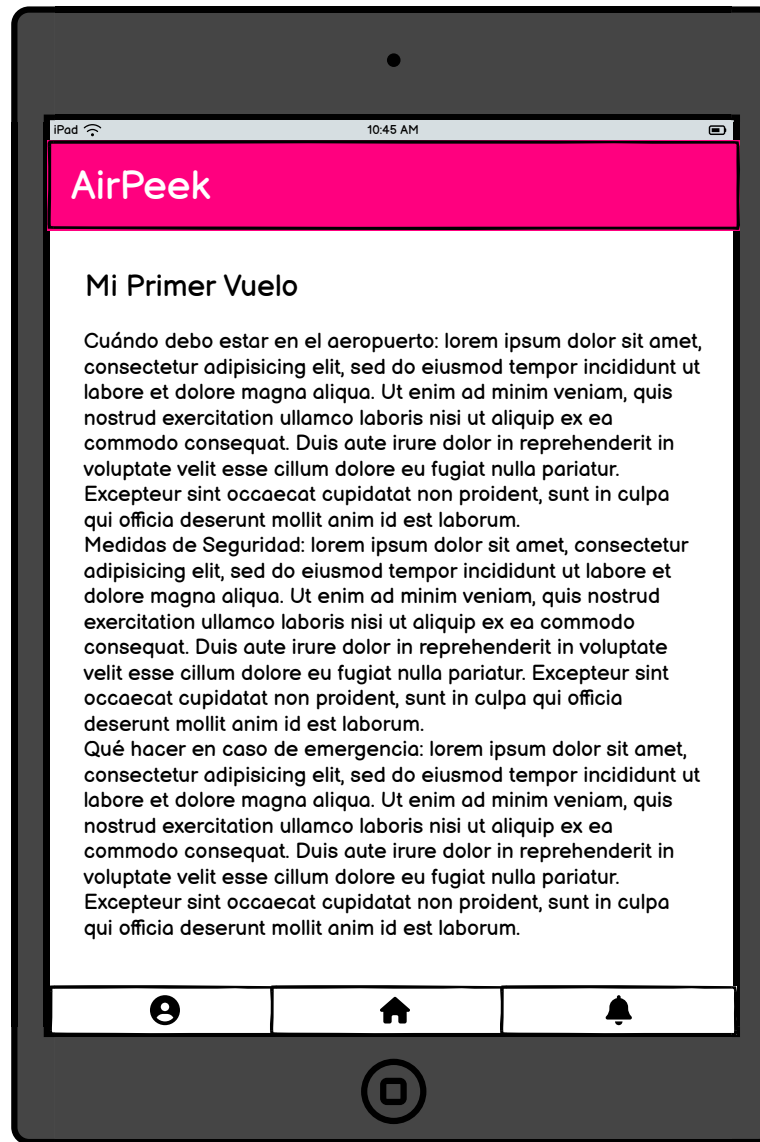 iPad 10:45 AM
AirPeek
Mi Primer Vuelo
Cuándo debo estar en el aeropuerto: lorem ipsum dolor sit amet,
consectetur adipisicing elit, sed do eiusmod tempor incididunt ut
labore et dolore magna aliqua. Ut enim ad minim veniam, quis
nostrud exercitation ullamco laboris nisi ut aliquip ex ea
commodo consequat. Duis aute irure dolor in reprehenderit in
voluptate velit esse cillum dolore eu fugiat nulla pariatur.
Excepteur sint occaecat cupidatat non proident, sunt in culpa
qui officia deserunt mollit anim id est laborum.
Medidas de Seguridad: lorem ipsum dolor sit amet, consectetur
adipisicing elit, sed do eiusmod tempor incididunt ut labore et
dolore magna aliqua. Ut enim ad minim veniam, quis nostrud
exercitation ullamco laboris nisi ut aliquip ex ea commodo
consequat. Duis aute irure dolor in reprehenderit in voluptate
velit esse cillum dolore eu fugiat nulla pariatur. Excepteur sint
occaecat cupidatat non proident, sunt in culpa qui officia
deserunt mollit anim id est laborum.
Qué hacer en caso de emergencia: lorem ipsum dolor sit amet,
consectetur adipisicing elit, sed do eiusmod tempor incididunt ut
labore et dolore magna aliqua. Ut enim ad minim veniam, quis
nostrud exercitation ullamco laboris nisi ut aliquip ex ea
commodo consequat. Duis aute irure dolor in reprehenderit in
voluptate velit esse cillum dolore eu fugiat nulla pariatur.
Excepteur sint occaecat cupidatat non proident, sunt in culpa
qui officia deserunt mollit anim id est laborum.